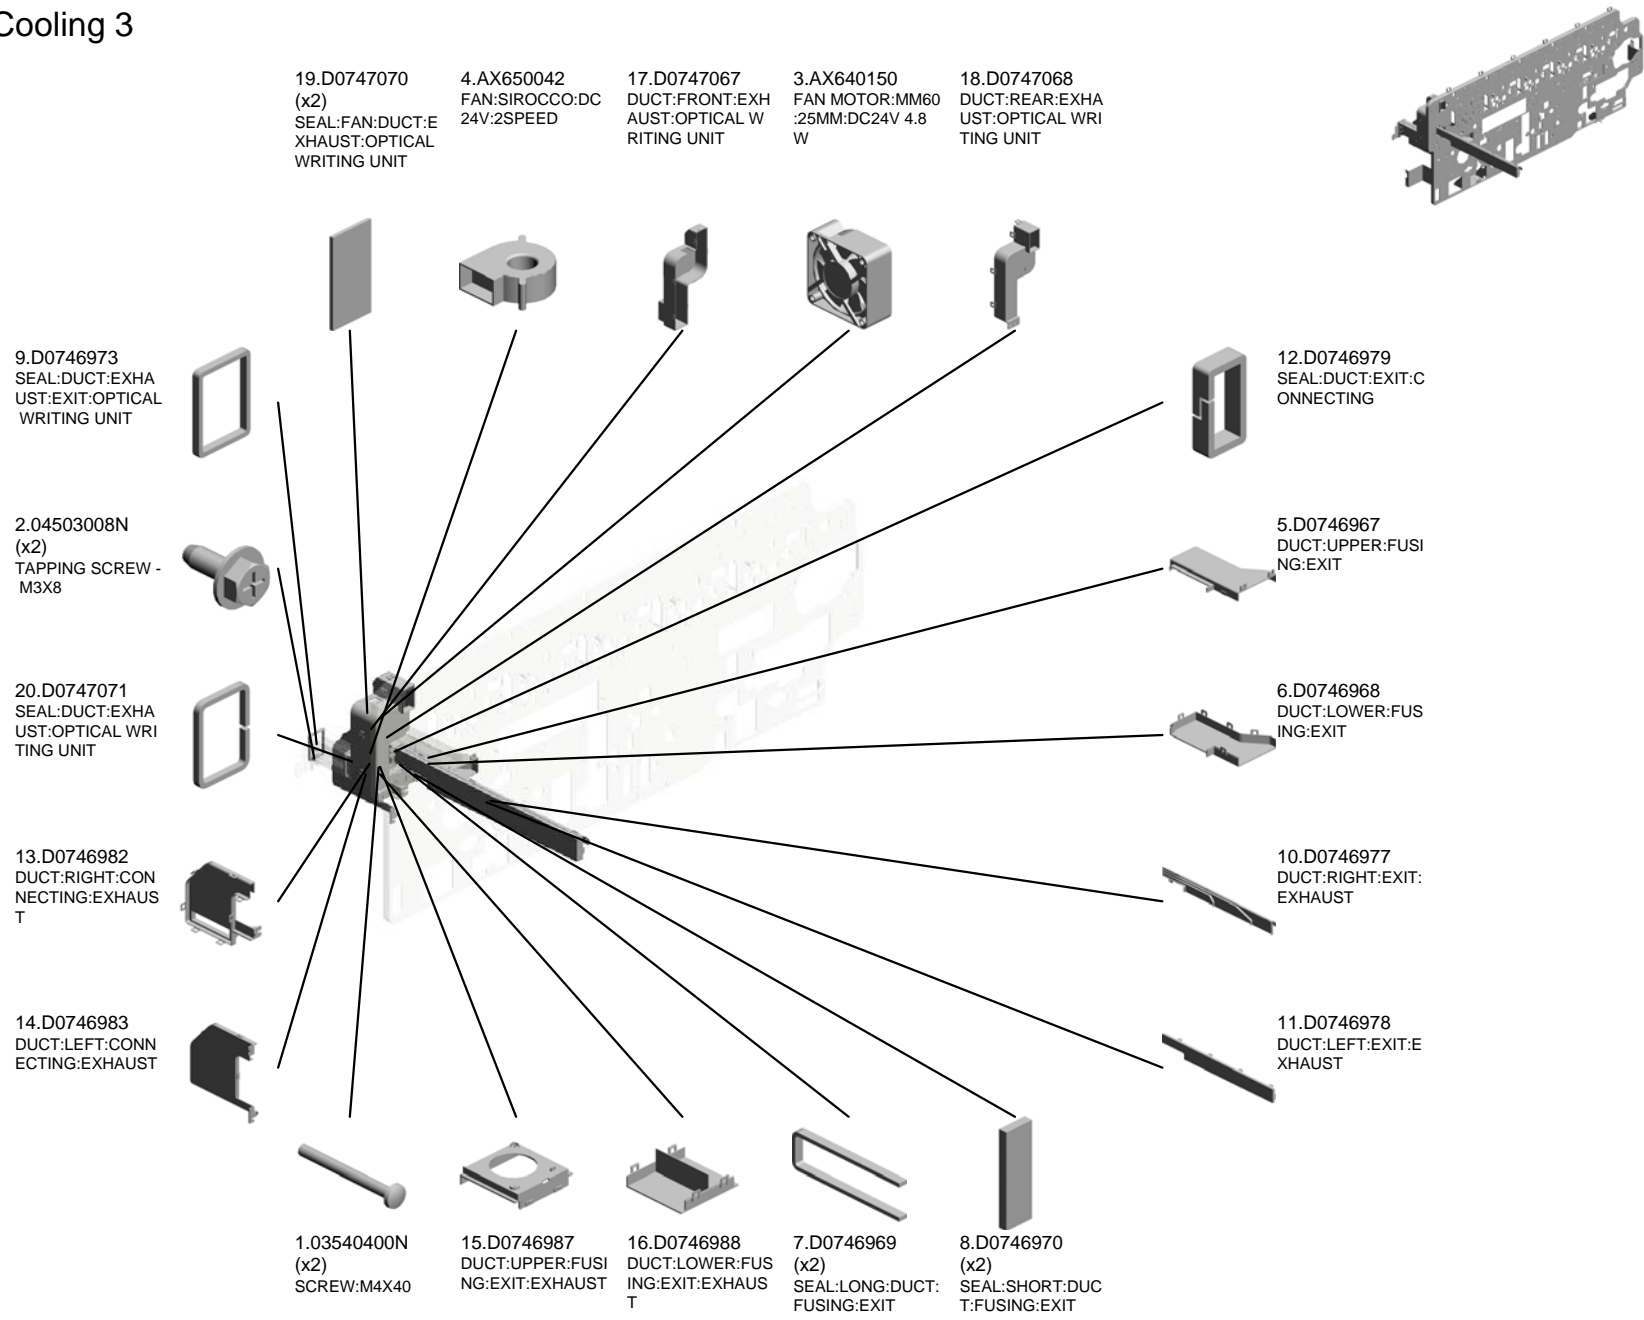 Cooling 3
19.D0747070
(x2)
SEAL:FAN:DUCT:E
XHAUST:OPTICAL
WRITING UNIT
4.AX650042
FAN:SIROCCO:DC
24V:2SPEED
17.D0747067
DUCT:FRONT:EXH
AUST:OPTICAL W
RITING UNIT
3.AX640150
FAN MOTOR:MM60
:25MM:DC24V 4.8
W
18.D0747068
DUCT:REAR:EXHA
UST:OPTICAL WRI
TING UNIT
9.D0746973
SEAL:DUCT:EXHA
UST:EXIT:OPTICAL
WRITING UNIT
12.D0746979
SEAL:DUCT:EXIT:C
ONNECTING
2.04503008N
(x2)
TAPPING SCREW -
M3X8
5.D0746967
DUCT:UPPER:FUSI
NG:EXIT
20.D0747071
SEAL:DUCT:EXHA
UST:OPTICAL WRI
TING UNIT
6.D0746968
DUCT:LOWER:FUS
ING:EXIT
13.D0746982
DUCT:RIGHT:CON
NECTING:EXHAUS
T
10.D0746977
DUCT:RIGHT:EXIT:
EXHAUST
14.D0746983
DUCT:LEFT:CONN
ECTING:EXHAUST
11.D0746978
DUCT:LEFT:EXIT:E
XHAUST
1.03540400N
(x2)
SCREW:M4X40
15.D0746987
DUCT:UPPER:FUSI
NG:EXIT:EXHAUST
16.D0746988
DUCT:LOWER:FUS
ING:EXIT:EXHAUS
T
7.D0746969
(x2)
SEAL:LONG:DUCT:
FUSING:EXIT
8.D0746970
(x2)
SEAL:SHORT:DUC
T:FUSING:EXIT